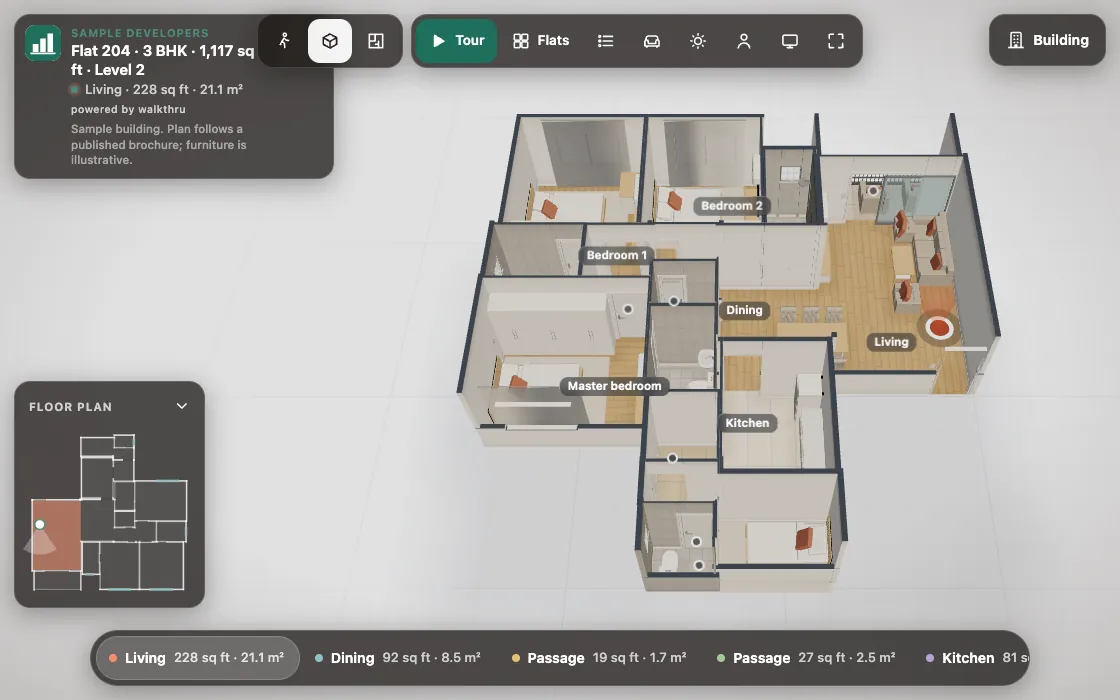 SAMPLE DEVELOPERS
Flat 204 · 3 BHK · 1,117 sq
ft · Level 2
Living · 228 sq ft · 21.1 m²
powered by walkthru
Sample building. Plan follows a
published brochure; furniture is
illustrative.
Tour
Flats
Building
Bedroom 2
Bedroom 1
Dining
Living
Master bedroom
Kitchen
FLOOR PLAN
Living 228 sq ft · 21.1 m²
Dining 92 sq ft · 8.5 m²
Passage 19 sq ft · 1.7 m²
Passage 27 sq ft · 2.5 m²
Kitchen 81 s